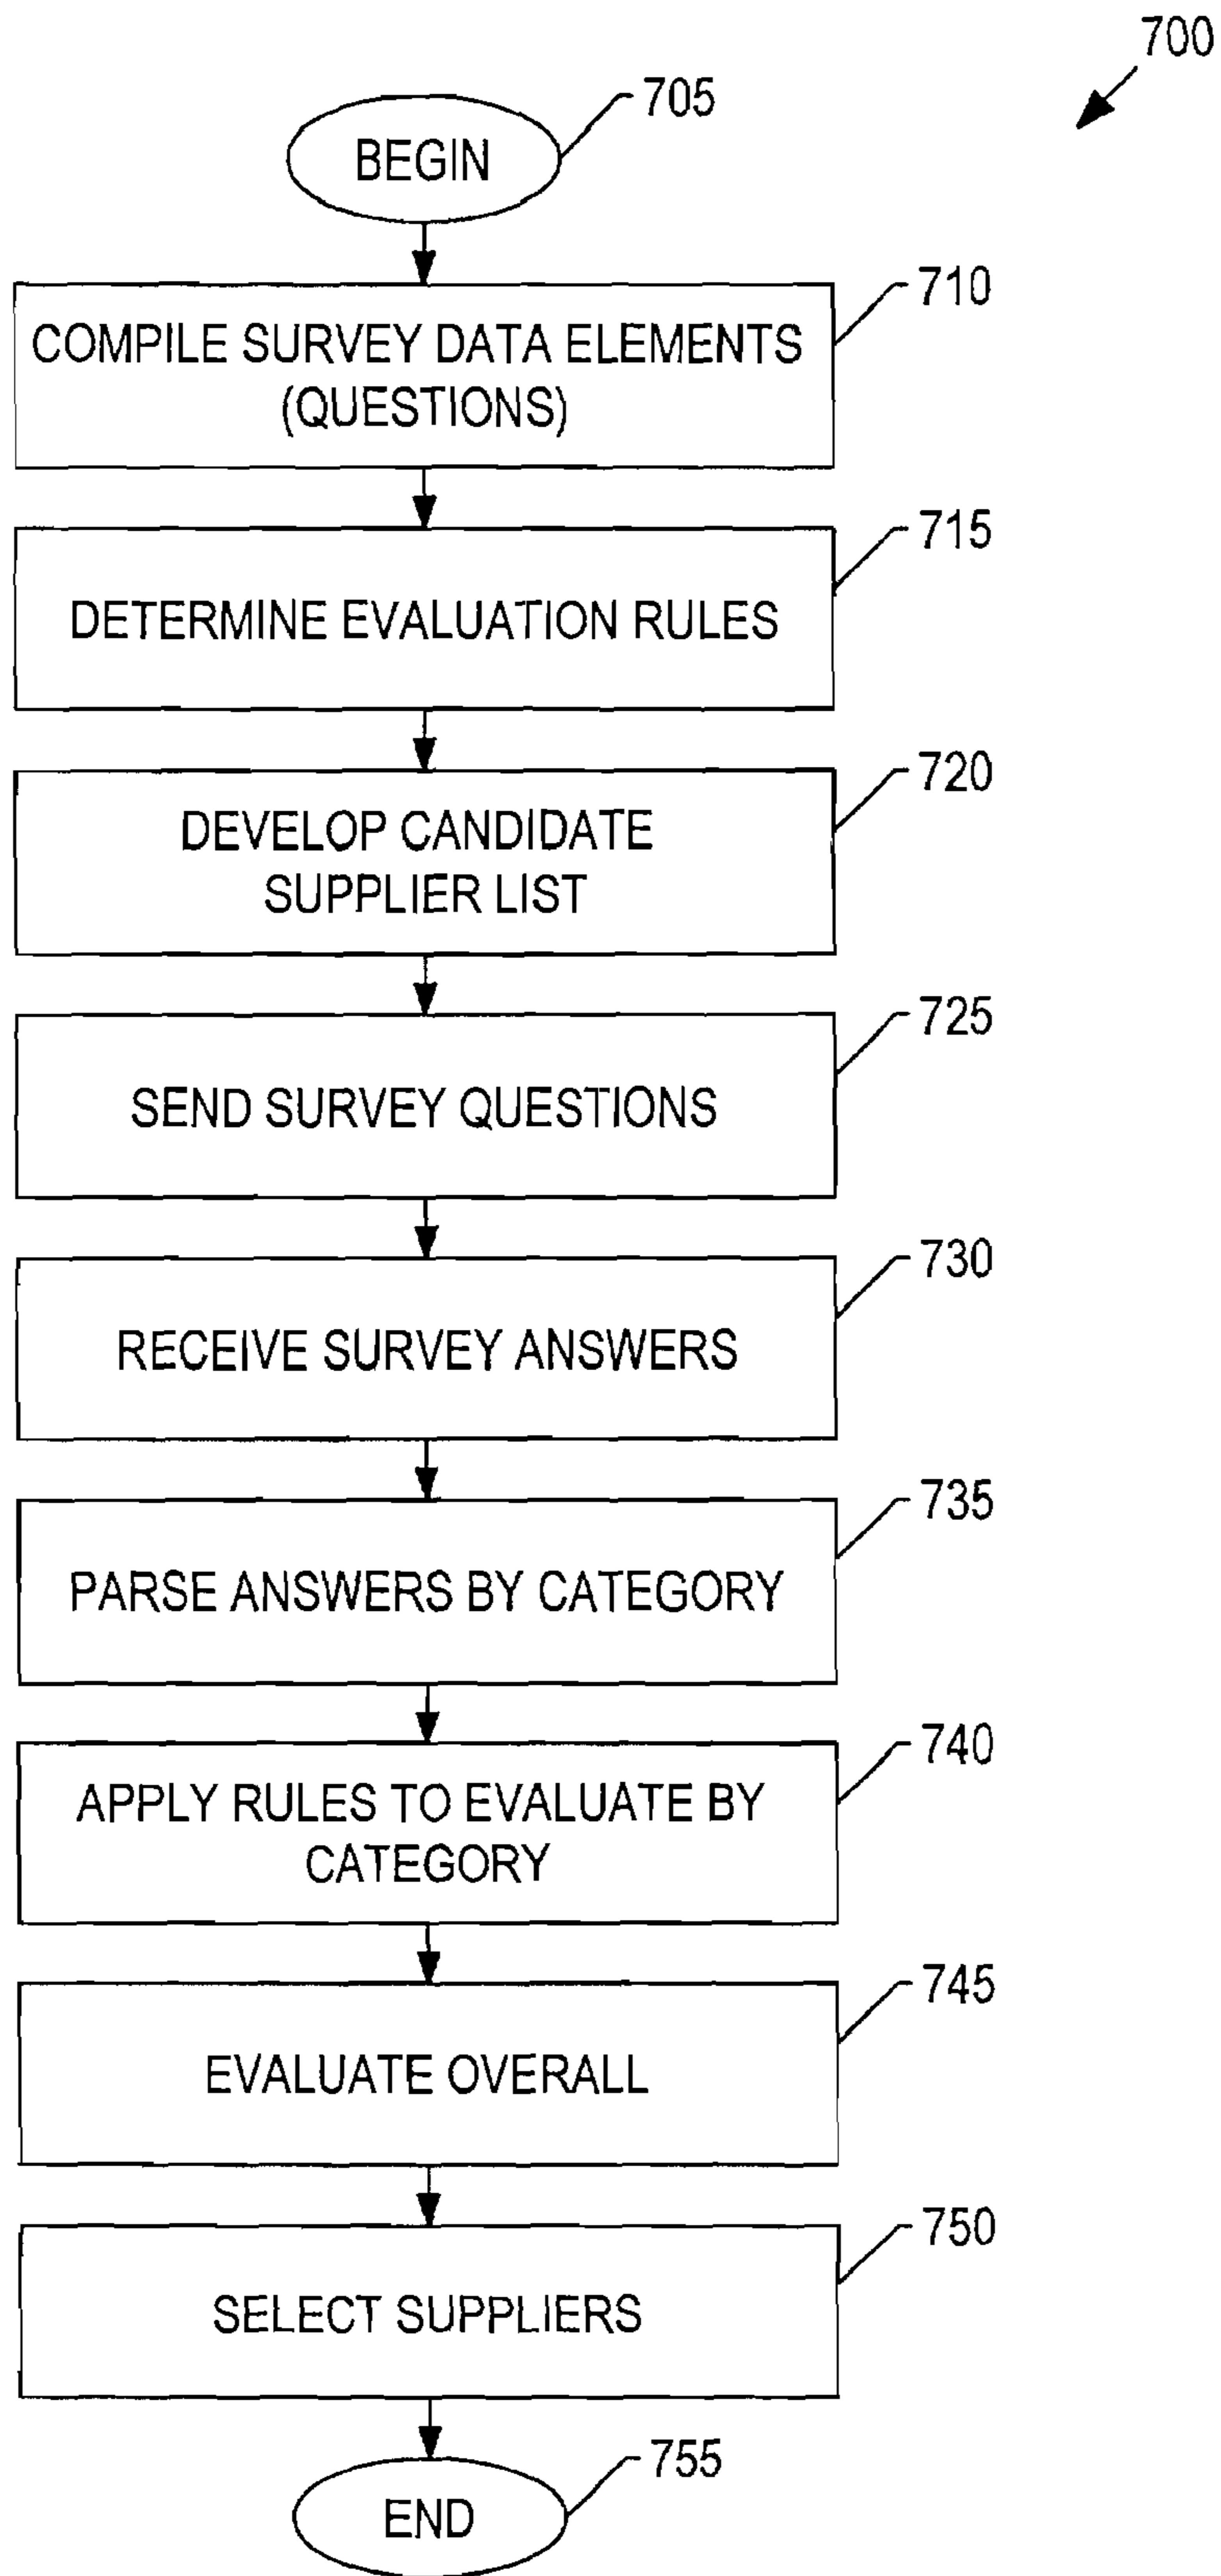 700
705
BEGIN
710
COMPILE SURVEY DATA ELEMENTS
(QUESTIONS)
715
DETERMINE EVALUATION RULES
720
DEVELOP CANDIDATE
SUPPLIER LIST
725
SEND SURVEY QUESTIONS
730
RECEIVE SURVEY ANSWERS
735
PARSE ANSWERS BY CATEGORY
740
APPLY RULES TO EVALUATE BY
CATEGORY
745
EVALUATE OVERALL
750
SELECT SUPPLIERS
755
END